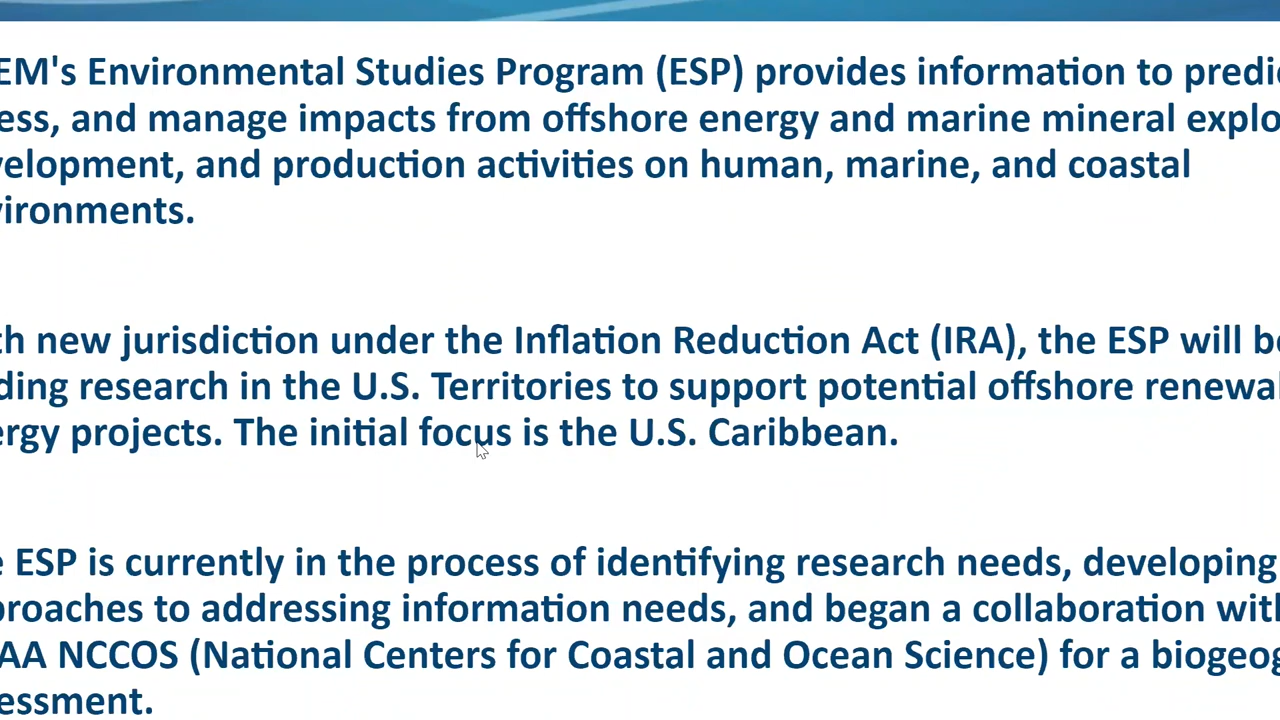 EM's Environmental Studies Program (ESP) provides information to predic
ess, and manage impacts from offshore energy and marine mineral explo
velopment, and production activities on human, marine, and coastal
vironments.
th new jurisdiction under the Inflation Reduction Act (IRA), the ESP will be
ding research in the U.S. Territories to support potential offshore renewal
ergy projects. The initial focus is the U.S. Caribbean.
e ESP is currently in the process of identifying research needs, developing
proaches to addressing information needs, and began a collaboration with
AA NCCOS (National Centers for Coastal and Ocean Science) for a biogeog
essment.